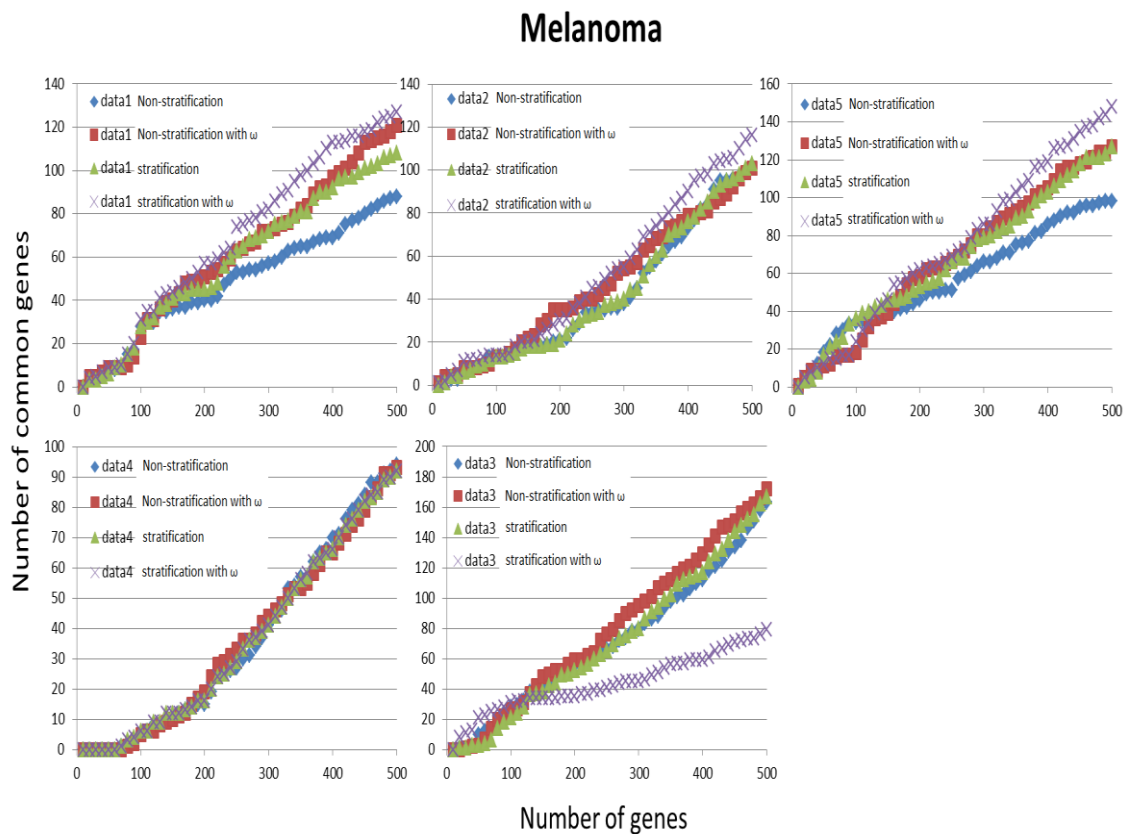 Melanoma
Number of common genes
140
120
100
80
60
40
20
0
data1 Non-stratification
data1 Non-stratification with ω
data1 stratification
data1 stratification with ω
0 100 200 300 400 500
140
120
100
80
60
40
20
0
data2 Non-stratification
data2 Non-stratification with ω
data2 stratification
data2 stratification with ω
0 100 200 300 400 500
160
140
120
100
80
60
40
20
0
data5 Non-stratification
data5 Non-stratification with ω
data5 stratification
data5 stratification with ω
0 100 200 300 400 500
100
90
80
70
60
50
40
30
20
10
0
data4 Non-stratification
data4 Non-stratification with ω
data4 stratification
data4 stratification with ω
0 100 200 300 400 500
200
180
160
140
120
100
80
60
40
20
0
data3 Non-stratification
data3 Non-stratification with ω
data3 stratification
data3 stratification with ω
0 100 200 300 400 500
Number of genes